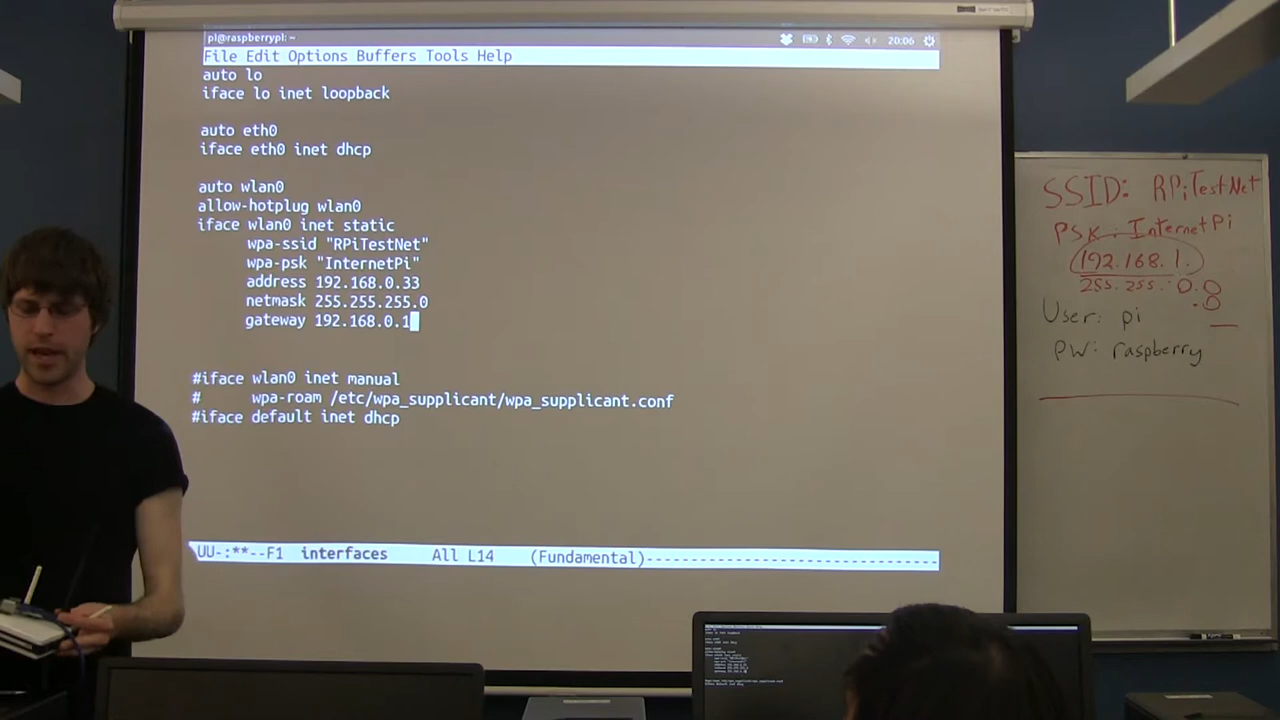 pi@raspberrypi: ~
20:06
File Edit Options Buffers Tools Help
auto lo
iface lo inet loopback
auto eth0
iface eth0 inet dhcp
auto wlan0
allow-hotplug wlan0
iface wlan0 inet static
wpa-ssid "RPiTestNet"
wpa-psk "InternetPi"
address 192.168.0.33
netmask 255.255.255.0
gateway 192.168.0.1
#iface wlan0 inet manual
# wpa-roam /etc/wpa_supplicant/wpa_supplicant.conf
#iface default inet dhcp
UU-:**--F1 interfaces All L14 (Fundamental)----------------------------------
SSID: RPiTestNet
PSK: InternetPi
192.168.1.
255.255.0.0
.0
User: pi
PW: raspberry